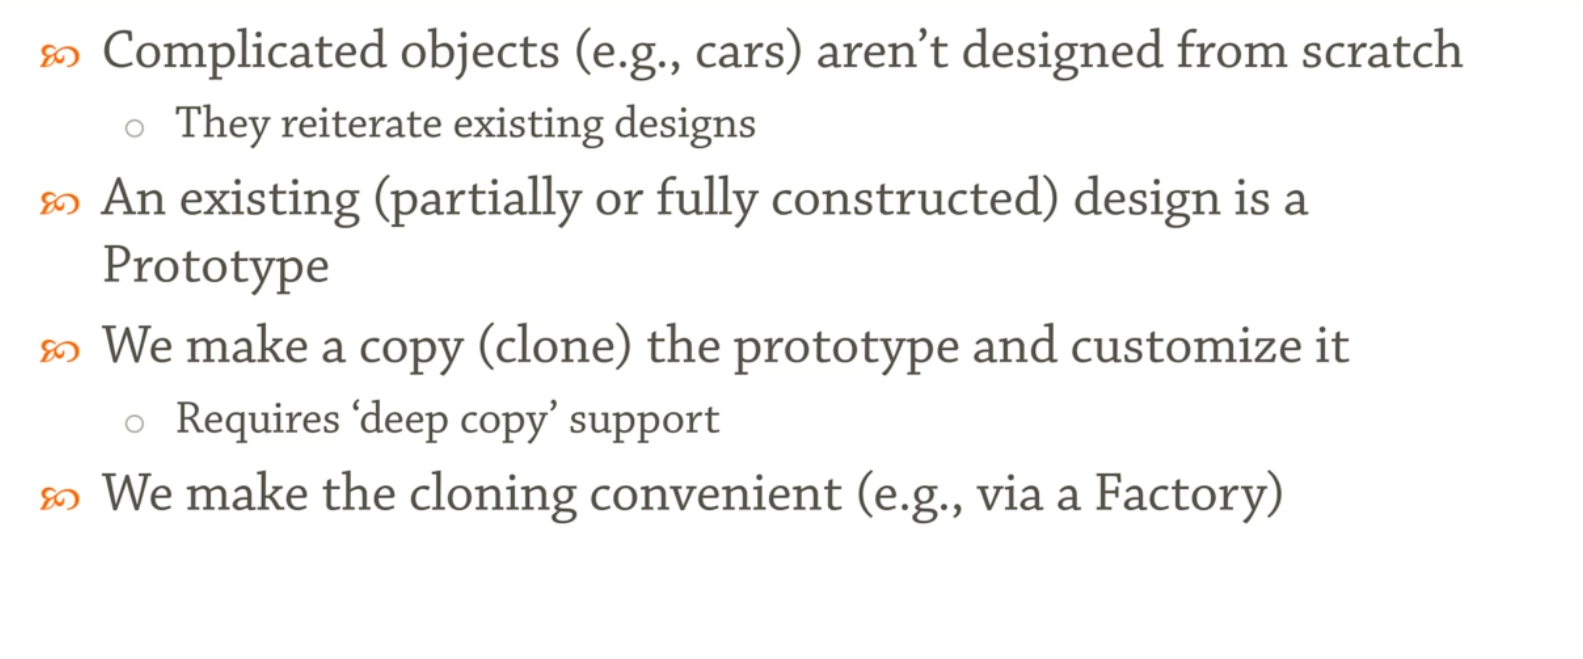 Complicated objects (e.g., cars) aren’t designed from scratch
They reiterate existing designs
An existing (partially or fully constructed) design is a
Prototype
We make a copy (clone) the prototype and customize it
Requires ‘deep copy’ support
We make the cloning convenient (e.g., via a Factory)